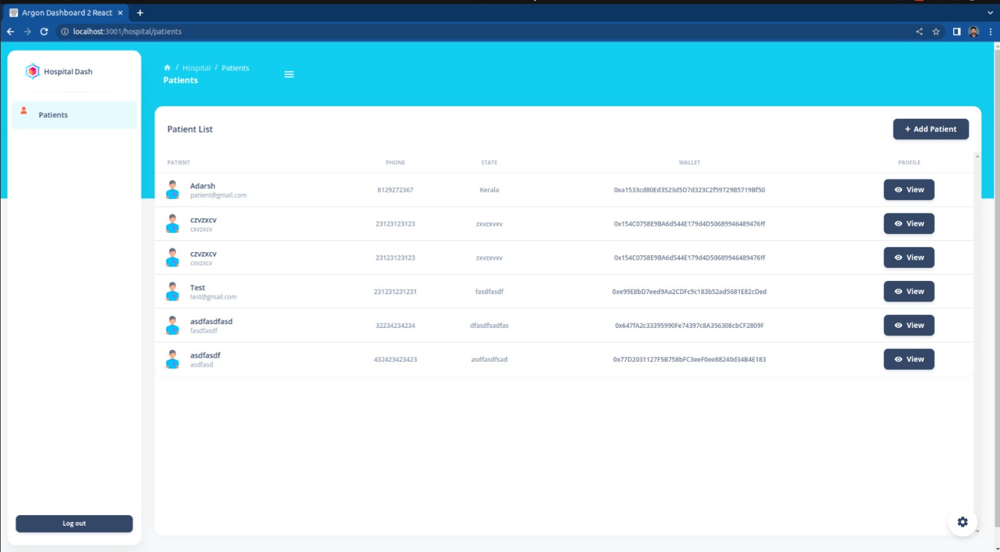 Argon Dashboard 2 React
localhost:3001/hospital/patients
Hospital Dash
Patients
Log out
/ Hospital / Patients
Patients
Patient List
+ Add Patient
PATIENT PHONE STATE WALLET PROFILE
Adarsh
patient@gmail.com
8129272367 Kerala 0xa1533cd80Ed3523d5D7d323C2f59729B5719Bf50 View
czvzxcv
cxvzxcv
23123123123 zxvzxvxv 0x154C0758E9BA6d544E179d4D50689946489476ff View
czvzxcv
cxvzxcv
23123123123 zxvzxvxv 0x154C0758E9BA6d544E179d4D50689946489476ff View
Test
test@gmail.com
231231231231 fasdfasdf 0xe99E8bD7eed9Aa2CDFc9c183b52ad5681E82cDed View
asdfasdfasd
fasdfasdf
32234234234 dfasdfsadfas 0x647fA2c33395990Fe74397c8A356308cbCF2809F View
asdfasdf
asdfasd
432423423423 asdfasdfsad 0x77D2031127F5B758bFC3eeF0ee88240d34B4E183 View